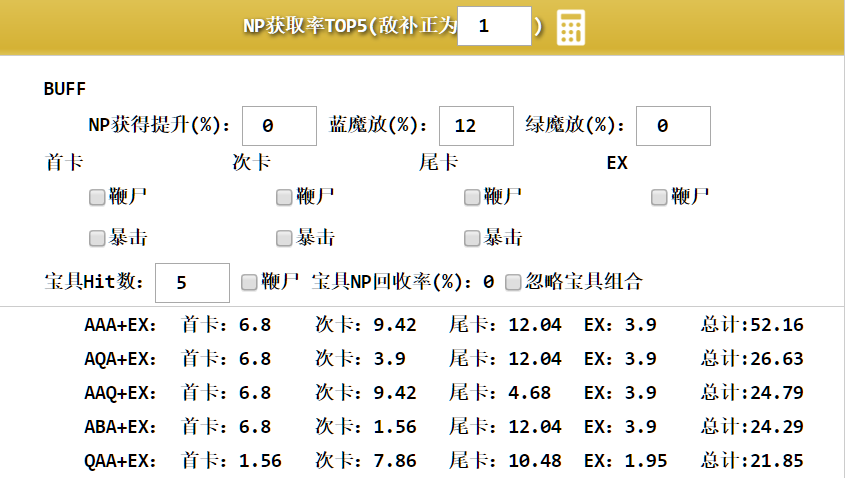 NP获取率TOP5(敌补正为 1 )
BUFF
NP获得提升(%): 0 蓝魔放(%): 12 绿魔放(%): 0
首卡 次卡 尾卡 EX
鞭尸 鞭尸 鞭尸 鞭尸
暴击 暴击 暴击
宝具Hit数: 5 鞭尸 宝具NP回收率(%): 0 忽略宝具组合
AAA+EX: 首卡: 6.8 次卡: 9.42 尾卡: 12.04 EX: 3.9 总计:52.16
AQA+EX: 首卡: 6.8 次卡: 3.9 尾卡: 12.04 EX: 3.9 总计:26.63
AAQ+EX: 首卡: 6.8 次卡: 9.42 尾卡: 4.68 EX: 3.9 总计:24.79
ABA+EX: 首卡: 6.8 次卡: 1.56 尾卡: 12.04 EX: 3.9 总计:24.29
QAA+EX: 首卡: 1.56 次卡: 7.86 尾卡: 10.48 EX: 1.95 总计:21.85